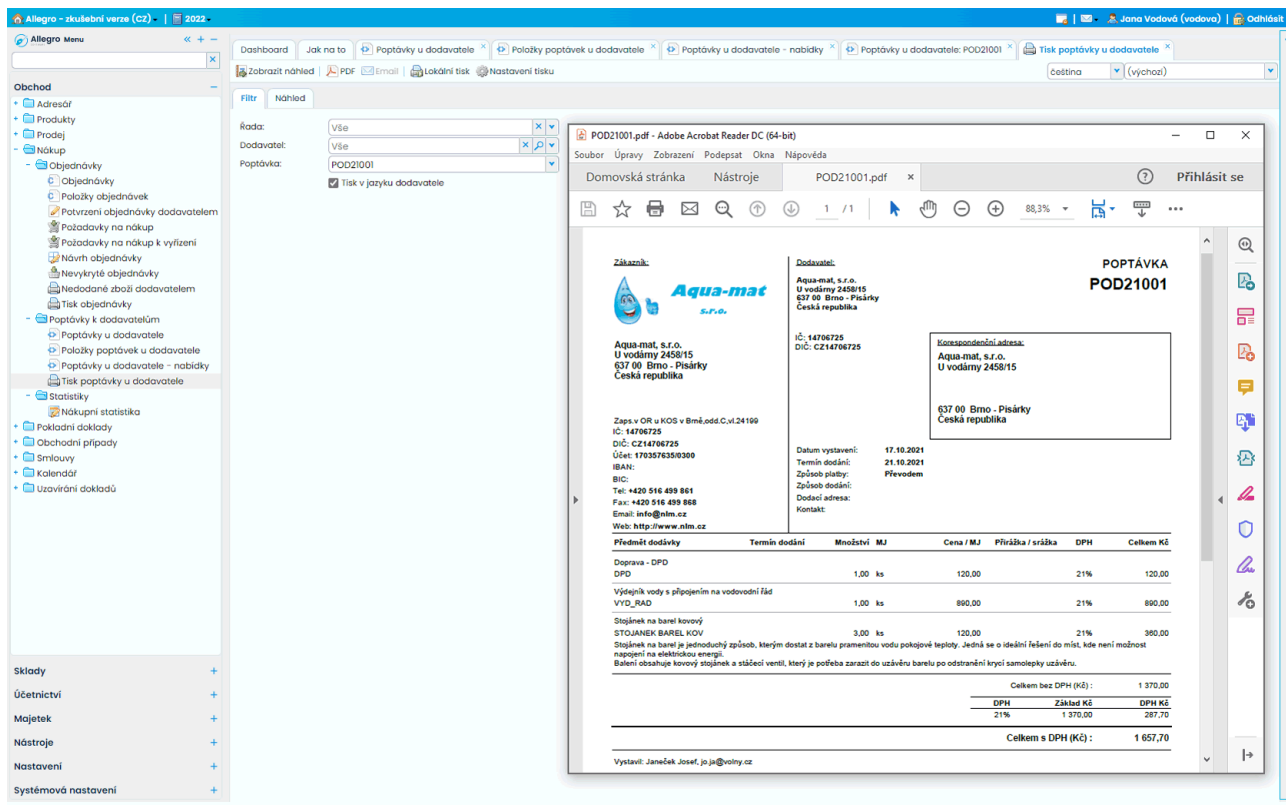 Allegro - zkušební verze (CZ) 2022 Jana Vodová (vodova) Odhlásit
Allegro Menu
Dashboard Jak na to Poptávky u dodavatele Položky poptávek u dodavatele Poptávky u dodavatele - nabídky Poptávky u dodavatele: POD21001 Tisk poptávky u dodavatele
Zobrazit náhled PDF Email Lokální tisk Nastavení tisku čeština (výchozí)
Filtr Náhled
Obchod
Adresář
Produkty
Prodej
Nákup
Objednávky
Objednávky
Položky objednávek
Potvrzení objednávky dodavatelem
Požadavky na nákup
Požadavky na nákup k vyřízení
Návrh objednávky
Nevykryté objednávky
Nedodané zboží dodavatelem
Tisk objednávky
Poptávky k dodavatelům
Poptávky u dodavatele
Položky poptávek u dodavatele
Poptávky u dodavatele - nabídky
Tisk poptávky u dodavatele
Statistiky
Nákupní statistika
Pokladní doklady
Obchodní případy
Smlouvy
Kalendář
Uzavírání dokladů
Sklady
Účetnictví
Majetek
Nástroje
Nastavení
Systémová nastavení
Řada: Vše
Dodavatel: Vše
Poptávka: POD21001
Tisk v jazyku dodavatele
POD21001.pdf - Adobe Acrobat Reader DC (64-bit)
Soubor Úpravy Zobrazení Podepsat Okna Nápověda
Domovská stránka Nástroje POD21001.pdf Přihlásit se
1 / 1 88,3%
Zákazník:
Aqua-mat
s.r.o.
Aqua-mat, s.r.o.
U vodárny 2458/15
637 00 Brno - Pisárky
Česká republika
Zaps.v OR u KOS v Brně,odd.C,vl.24199
IČ: 14706725
DIČ: CZ14706725
Účet: 170357635/0300
IBAN:
BIC:
Tel: +420 516 499 861
Fax: +420 516 499 868
Email: info@nlm.cz
Web: http://www.nlm.cz
Dodavatel:
Aqua-mat, s.r.o.
U vodárny 2458/15
637 00 Brno - Pisárky
Česká republika
IČ: 14706725
DIČ: CZ14706725
POPTÁVKA
POD21001
Korespondenční adresa:
Aqua-mat, s.r.o.
U vodárny 2458/15
637 00 Brno - Pisárky
Česká republika
Datum vystavení: 17.10.2021
Termín dodání: 21.10.2021
Způsob platby: Převodem
Způsob dodání:
Dodací adresa:
Kontakt:
Předmět dodávky Termín dodání Množství MJ Cena / MJ Přirážka / srážka DPH Celkem Kč
Doprava - DPD
DPD 1,00 ks 120,00 21% 120,00
Výdejník vody s připojením na vodovodní řád
VYD_RAD 1,00 ks 890,00 21% 890,00
Stojánek na barel kovový
STOJANEK BAREL KOV 3,00 ks 120,00 21% 360,00
Stojánek na barel je jednoduchý způsob, kterým dostat z barelu pramenitou vodu pokojové teploty. Jedná se o ideální řešení do míst, kde není možnost
napojení na elektrickou energii.
Balení obsahuje kovový stojánek a stáčecí ventil, který je potřeba zarazit do uzávěru barelu po odstranění krycí samolepky uzávěru.
Celkem bez DPH (Kč) : 1 370,00
DPH Základ Kč DPH Kč
21% 1 370,00 287,70
Celkem s DPH (Kč) : 1 657,70
Vystavil: Janeček Josef, jo.ja@volny.cz